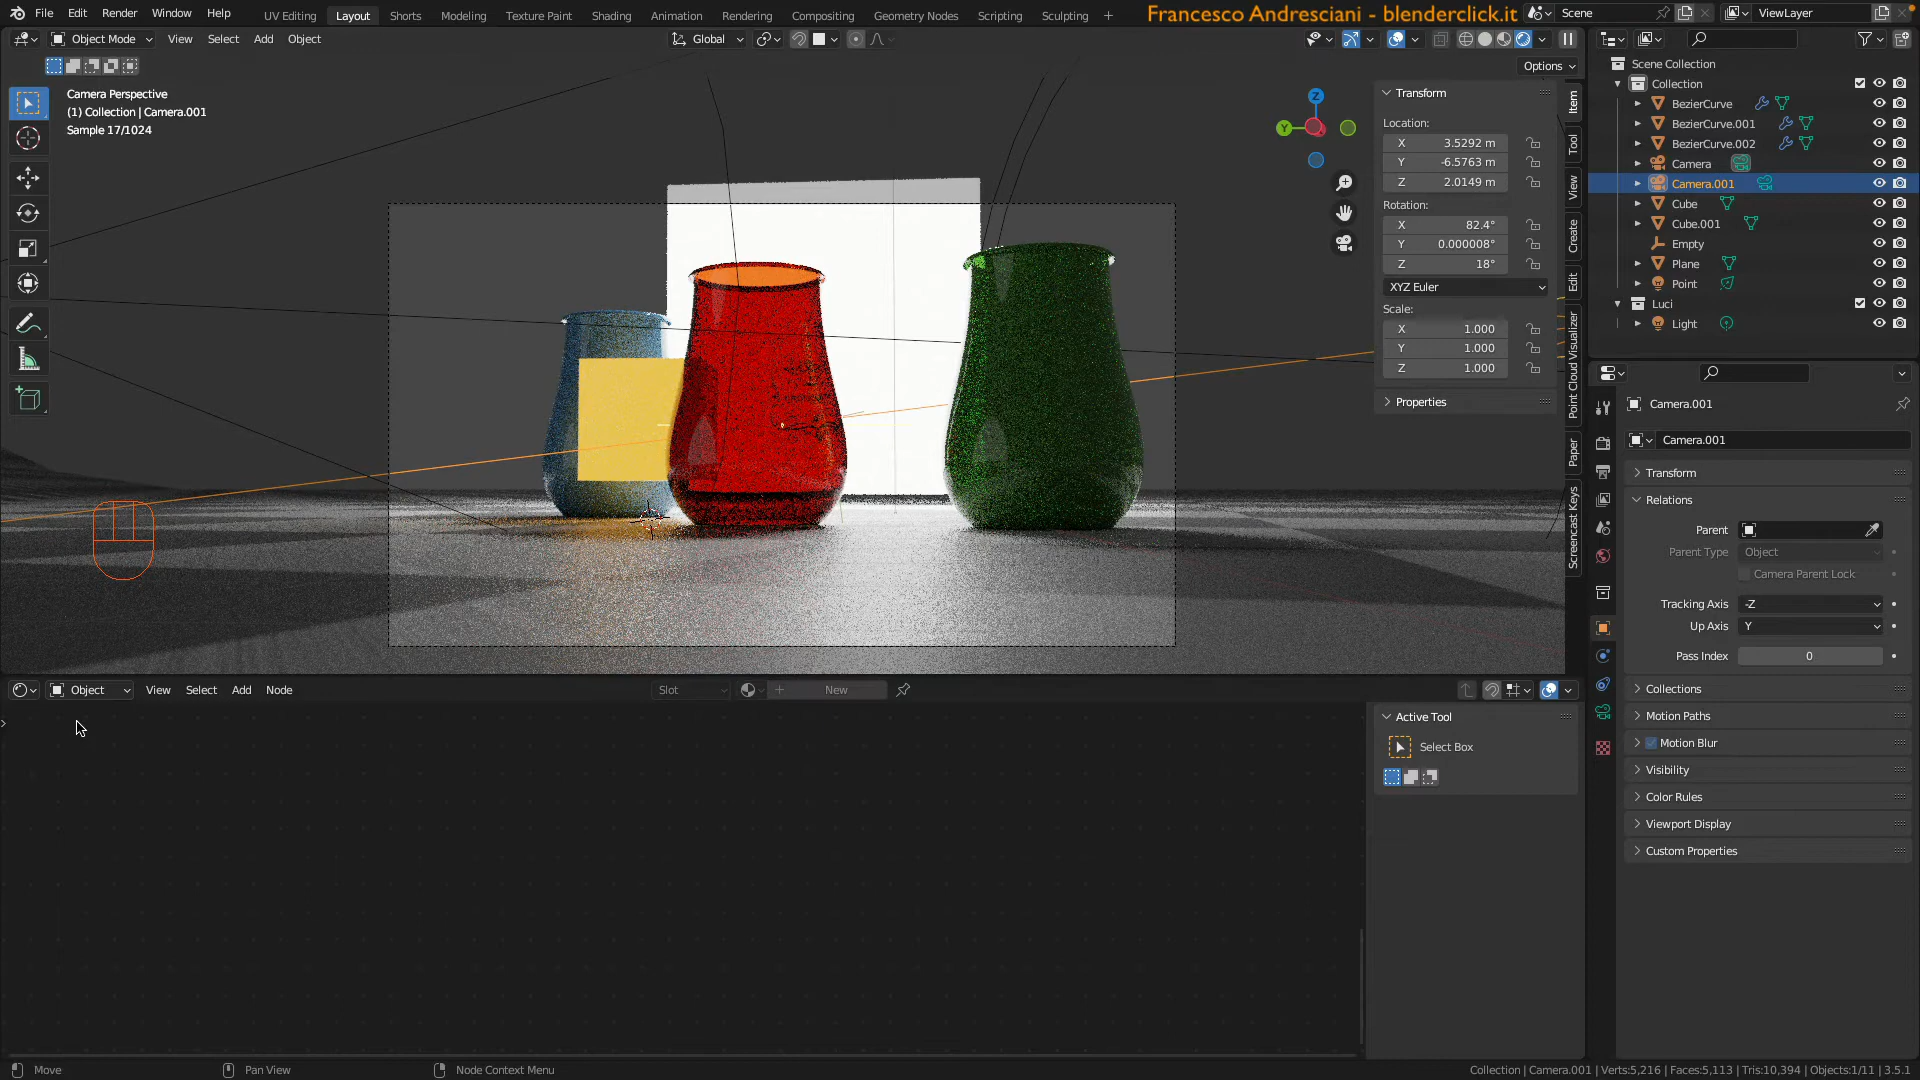 File Edit Render Window Help
UV Editing Layout Shorts Modeling Texture Paint Shading Animation Rendering Compositing Geometry Nodes Scripting Sculpting +
Francesco Andresciani - blenderclick.it
Scene
ViewLayer
Object Mode View Select Add Object
Global
Options
Camera Perspective
(1) Collection | Camera.001
Sample 17/1024
Z
Y
Transform
Location:
X 3.5292 m
Y -6.5763 m
Z 2.0149 m
Rotation:
X 82.4°
Y 0.000008°
Z 18°
XYZ Euler
Scale:
X 1.000
Y 1.000
Z 1.000
Properties
Item
Tool
View
Create
Edit
Point Cloud Visualizer
Paper
Screencast Keys
Scene Collection
Collection
BezierCurve
BezierCurve.001
BezierCurve.002
Camera
Camera.001
Cube
Cube.001
Empty
Plane
Point
Luci
Light
Camera.001
Camera.001
Transform
Relations
Parent
Parent Type Object
Camera Parent Lock
Tracking Axis -Z
Up Axis Y
Pass Index 0
Collections
Motion Paths
Motion Blur
Visibility
Color Rules
Viewport Display
Custom Properties
Object View Select Add Node
Slot
New
Active Tool
Select Box
Move
Pan View
Node Context Menu
Collection | Camera.001 | Verts:5,216 | Faces:5,113 | Tris:10,394 | Objects:1/11 | 3.5.1